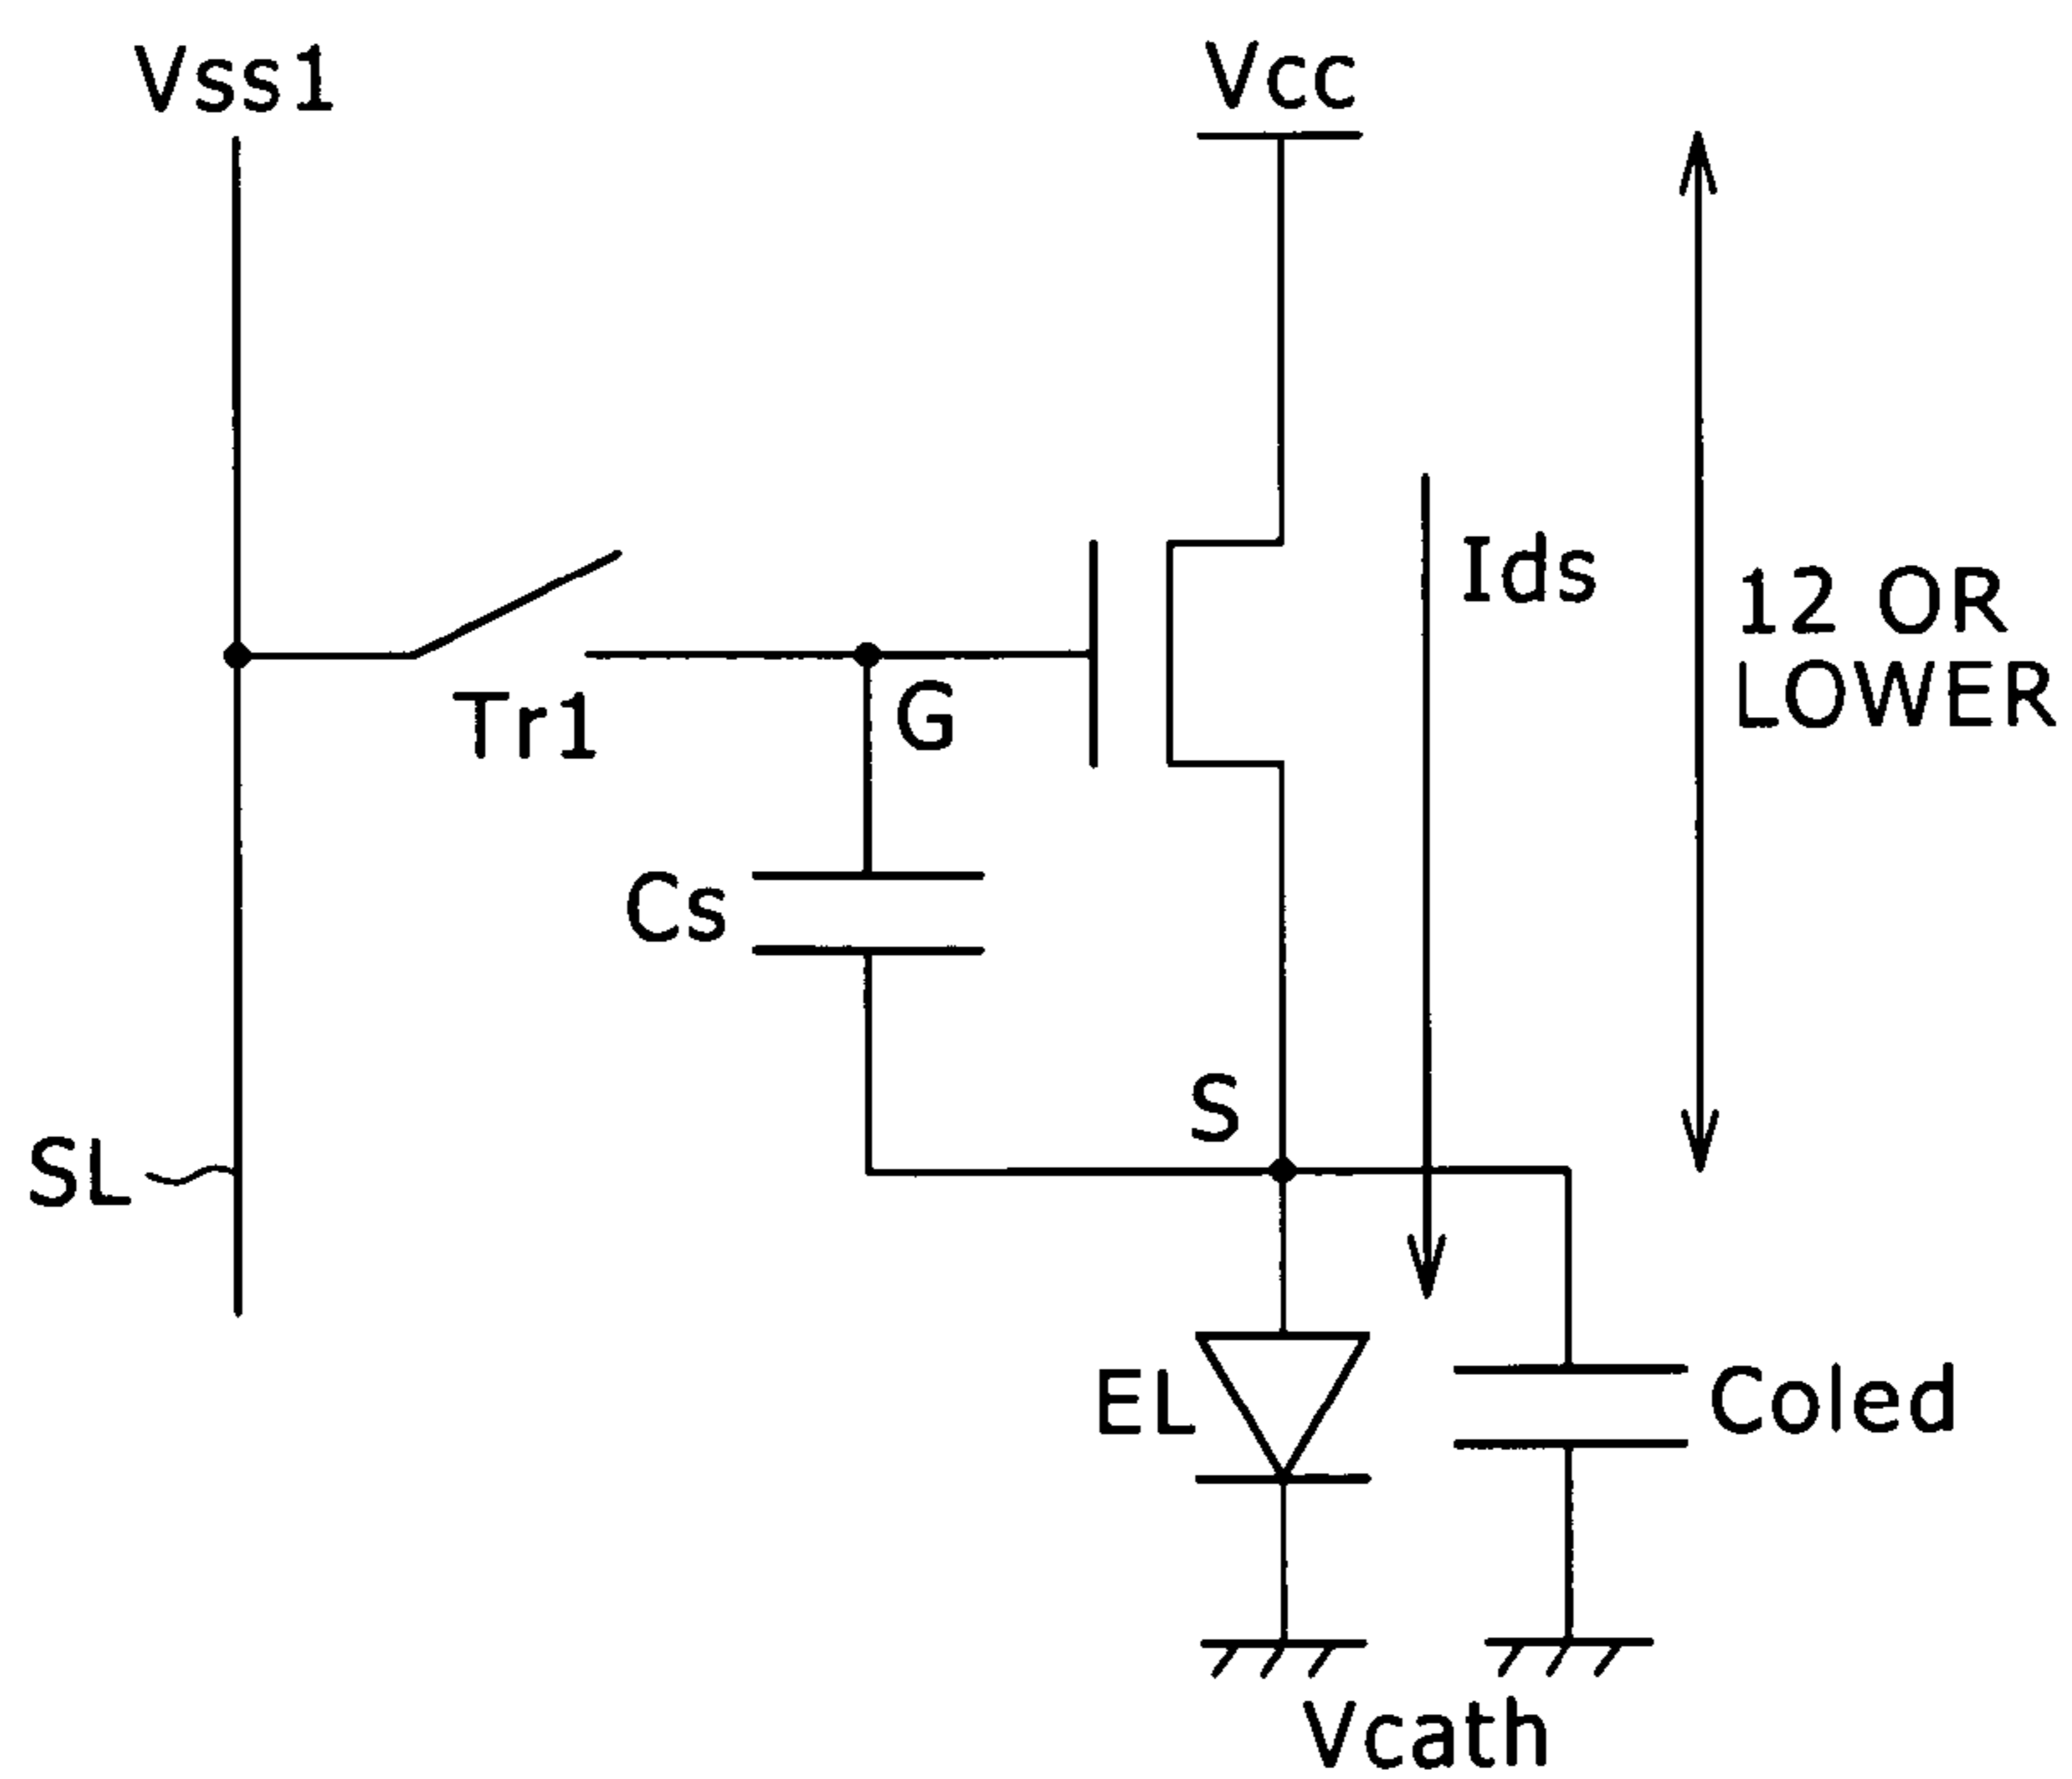 Vss1
Vcc
Ids
12 OR
LOWER
Tr1
G
Cs
S
SL
EL
Coled
Vcath